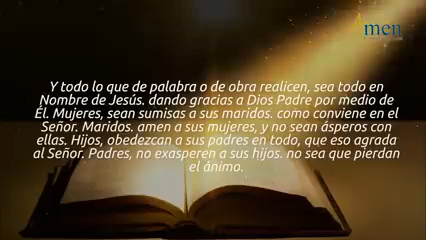 Amen
Y todo lo que de palabra o de obra realicen, sea todo en
Nombre de Jesús. dando gracias a Dios Padre por medio de
Él. Mujeres, sean sumisas a sus maridos. como conviene en el
Señor. Maridos. amen a sus mujeres, y no sean ásperos con
ellas. Hijos, obedezcan a sus padres en todo, que eso agrada
al Señor. Padres, no exasperen a sus hijos. no sea que pierdan
el ánimo.